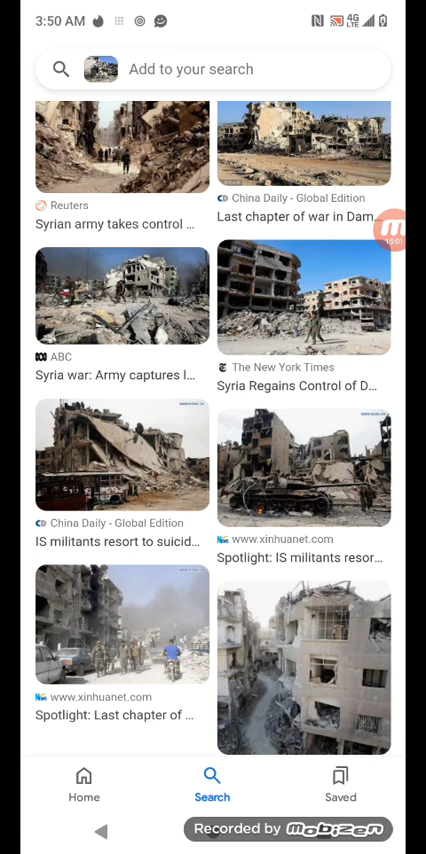 3:50 AM
4G
LTE
Add to your search
Reuters
Syrian army takes control ...
China Daily - Global Edition
Last chapter of war in Dam...
15:01
ABC
Syria war: Army captures l...
The New York Times
Syria Regains Control of D...
China Daily - Global Edition
IS militants resort to suicid...
www.xinhuanet.com
Spotlight: IS militants resor...
www.xinhuanet.com
Spotlight: Last chapter of ...
Home
Search
Saved
Recorded by mobizen